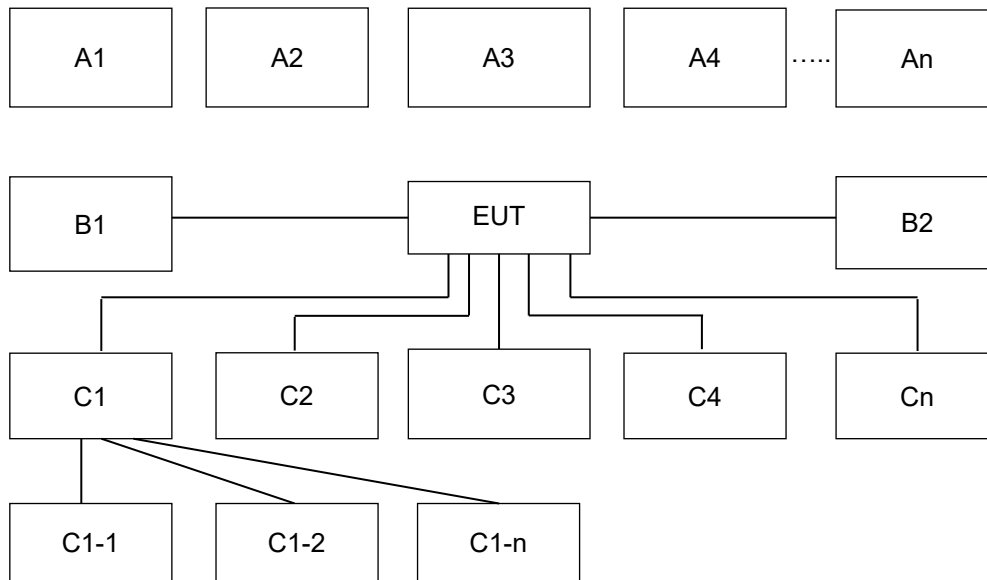 A1 A2 A3 A4 ..... An
B1 EUT B2
C1 C2 C3 C4 Cn
C1-1 C1-2 C1-n